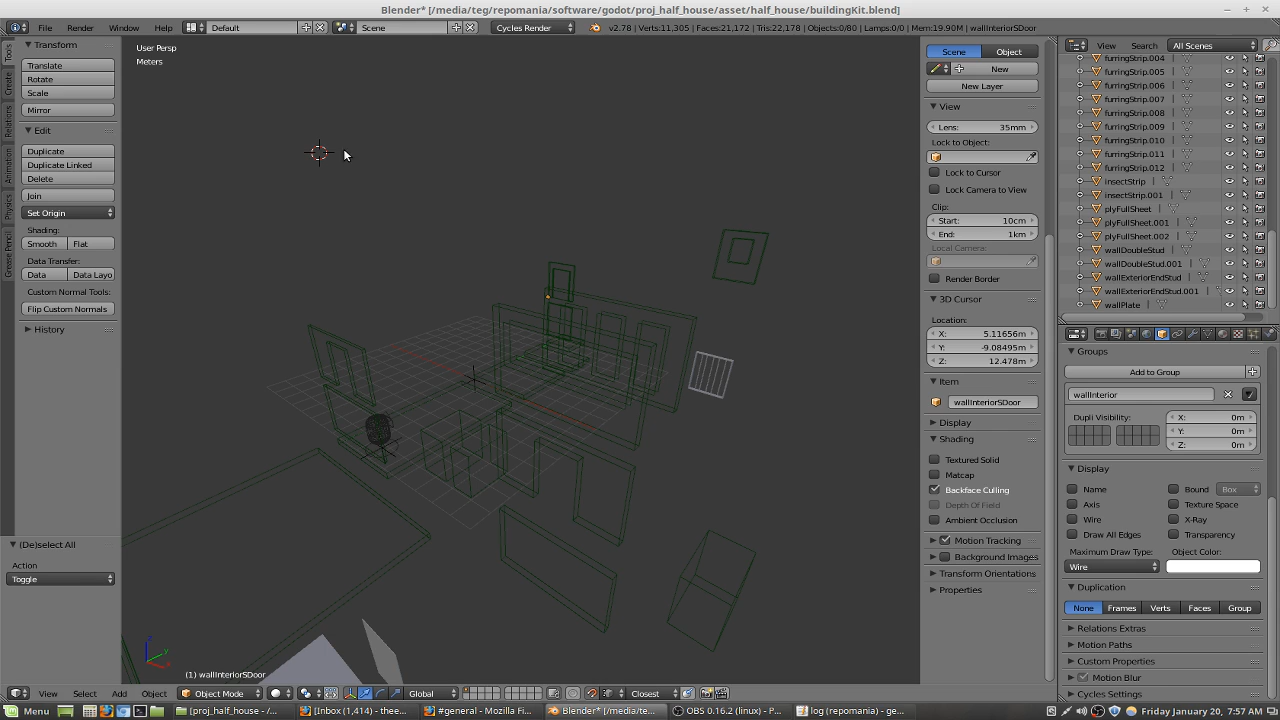 Blender* [/media/teg/repomania/software/godot/proj_half_house/asset/half_house/buildingKit.blend]
File Render Window Help Default Scene Cycles Render v2.78 | Verts:11,305 | Faces:21,172 | Tris:22,178 | Objects:0/80 | Lamps:0/0 | Mem:19.90M | wallInteriorSDoor
Tools
Create
Relations
Animation
Physics
Grease Pencil
Transform
Translate
Rotate
Scale
Mirror
Edit
Duplicate
Duplicate Linked
Delete
Join
Set Origin
Shading:
Smooth Flat
Data Transfer:
Data Data Layo
Custom Normal Tools:
Flip Custom Normals
History
(De)select All
Action
Toggle
User Persp
Meters
(1) wallInteriorSDoor
View Select Add Object Object Mode Global Closest
Scene Object
New
New Layer
View
Lens: 35mm
Lock to Object:
Lock to Cursor
Lock Camera to View
Clip:
Start: 10cm
End: 1km
Local Camera:
Render Border
3D Cursor
Location:
X: 5.11656m
Y: -9.08495m
Z: 12.478m
Item
wallInteriorSDoor
Display
Shading
Textured Solid
Matcap
Backface Culling
Depth Of Field
Ambient Occlusion
Motion Tracking
Background Images
Transform Orientations
Properties
View Search All Scenes
furringStrip.004
furringStrip.005
furringStrip.006
furringStrip.007
furringStrip.008
furringStrip.009
furringStrip.010
furringStrip.011
furringStrip.012
insectStrip
insectStrip.001
plyFullSheet
plyFullSheet.001
plyFullSheet.002
wallDoubleStud
wallDoubleStud.001
wallExteriorEndStud
wallExteriorEndStud.001
wallPlate
Groups
Add to Group
wallInterior
Dupli Visibility:
X: 0m
Y: 0m
Z: 0m
Display
Name Bound Box
Axis Texture Space
Wire X-Ray
Draw All Edges Transparency
Maximum Draw Type: Object Color:
Wire
Duplication
None Frames Verts Faces Group
Relations Extras
Motion Paths
Custom Properties
Motion Blur
Cycles Settings
Menu [proj_half_house - /... [Inbox (1,414) - thee... #general - Mozilla Fi... Blender* [/media/te... OBS 0.16.2 (linux) - P... log (repomania) - ge... Friday January 20, 7:57 AM